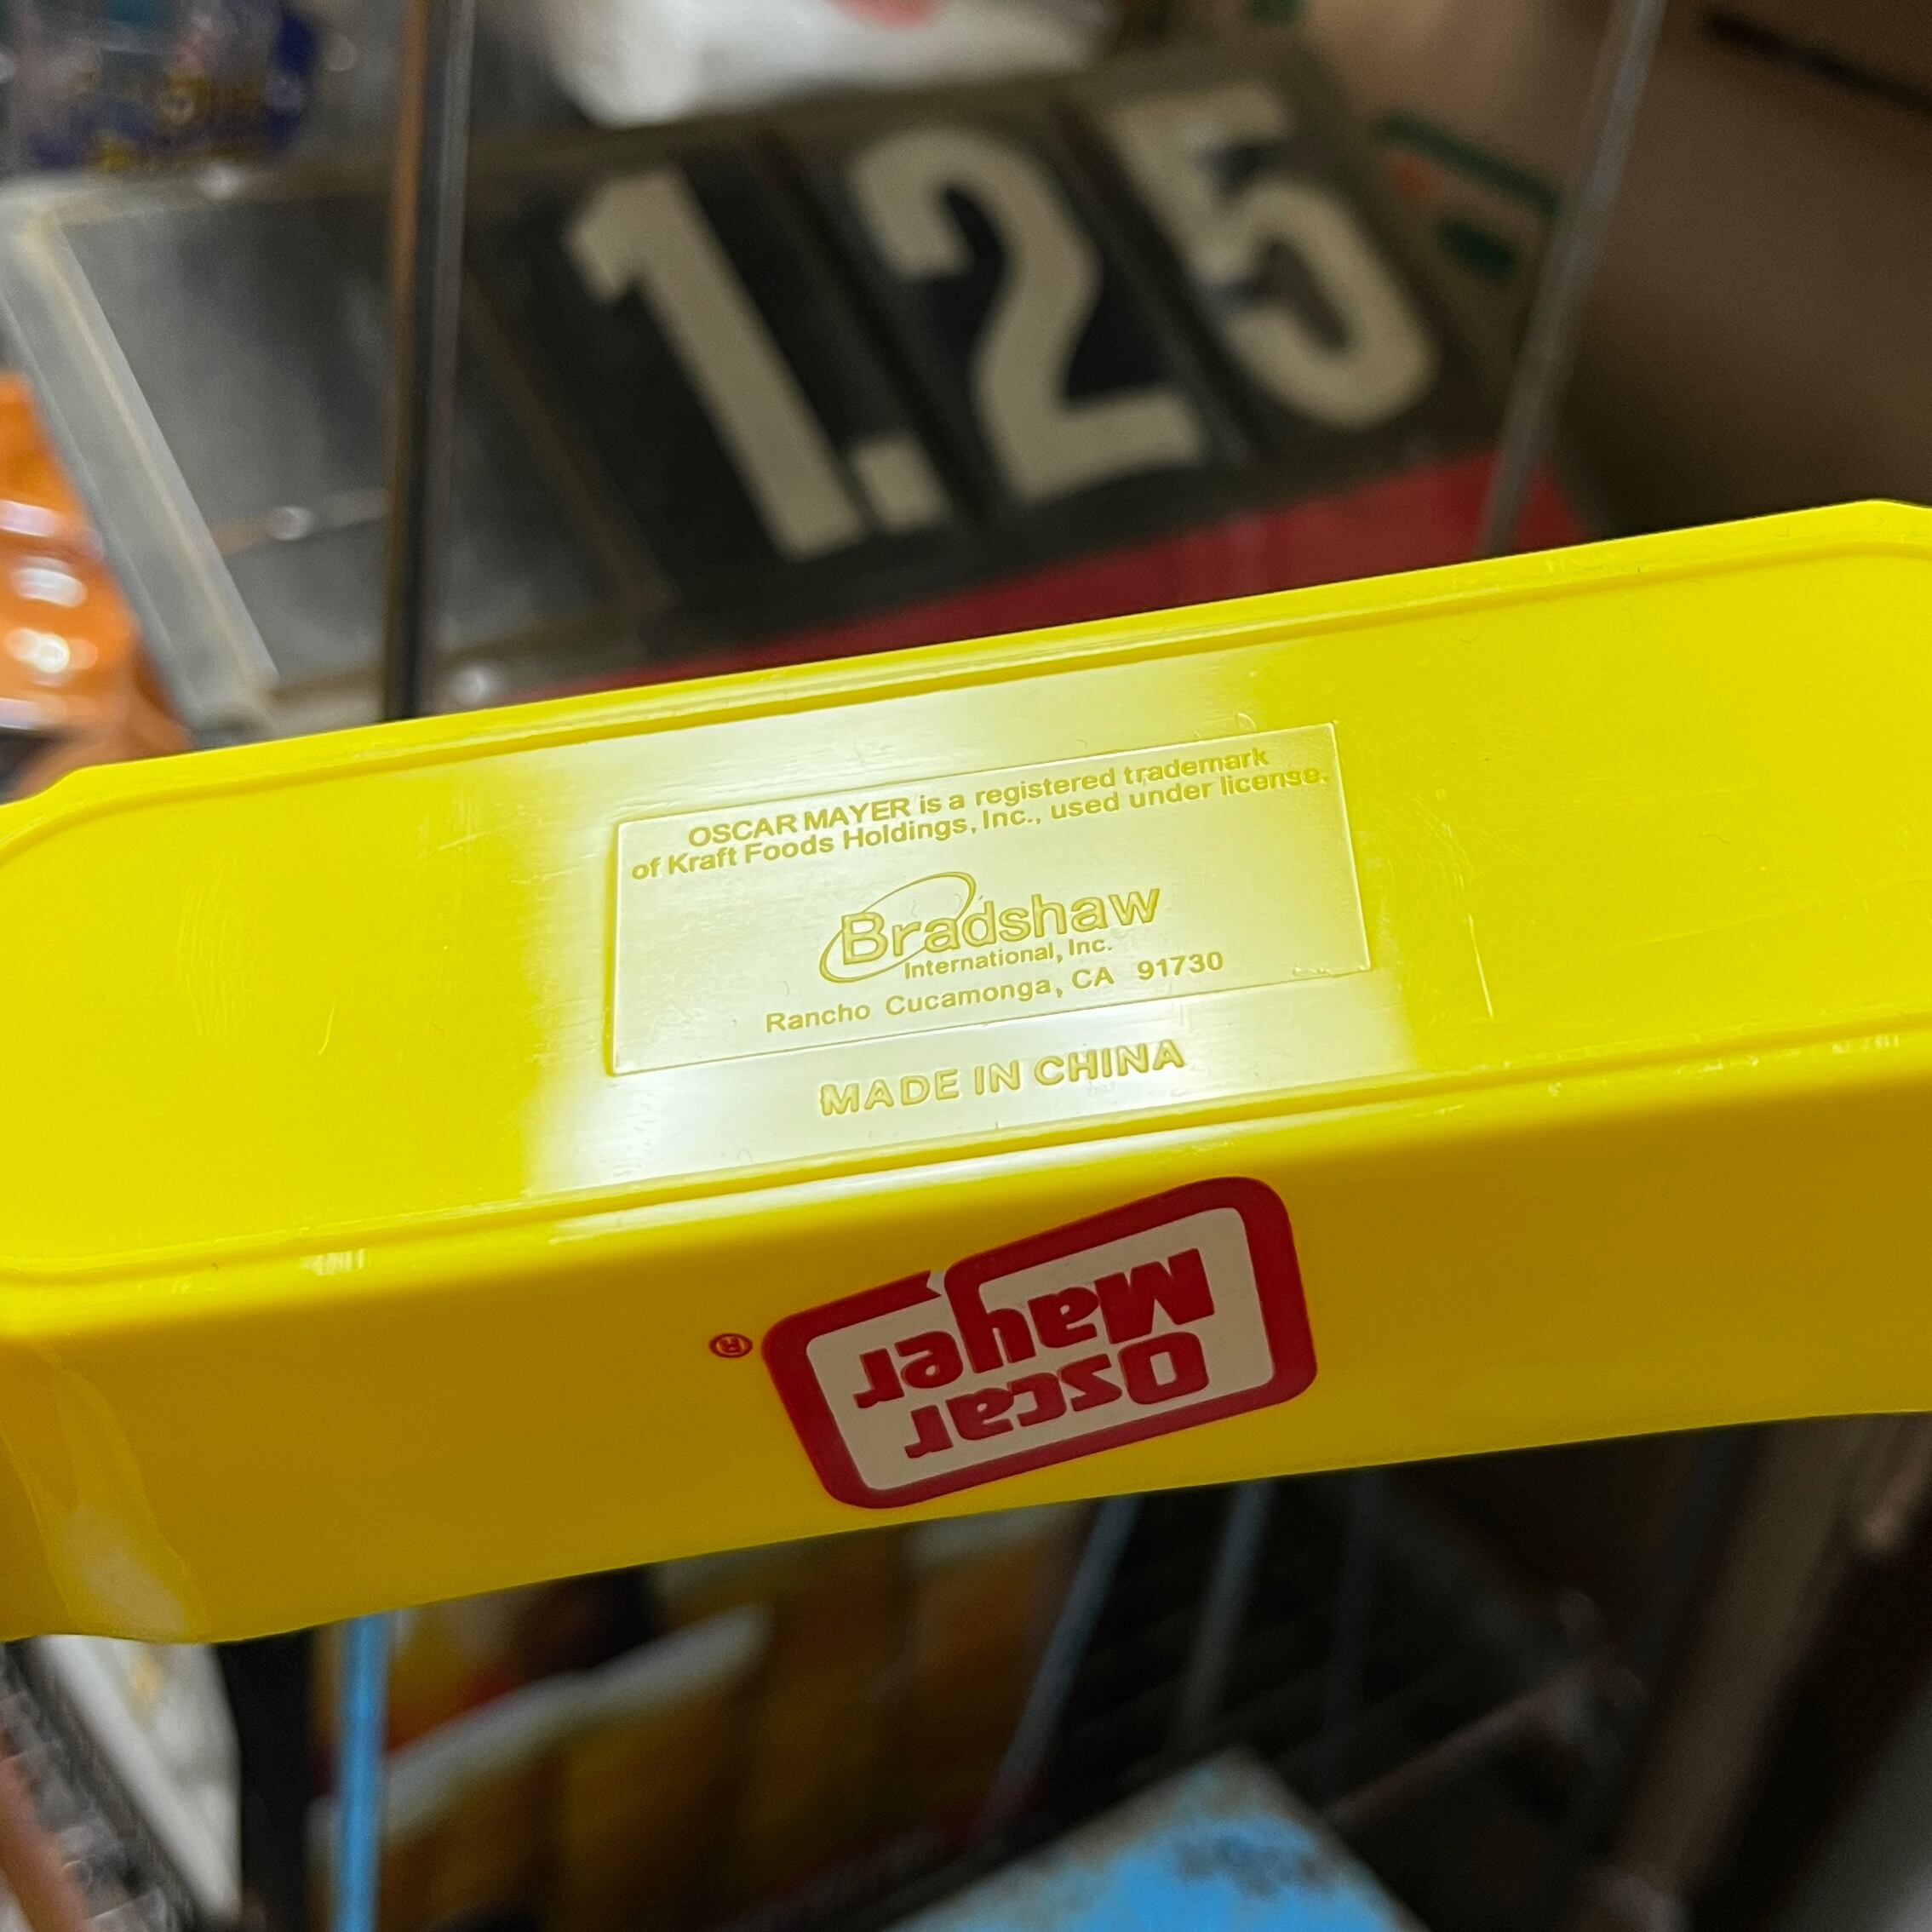 1.25
OSCAR MAYER is a registered trademark
of Kraft Foods Holdings, Inc., used under license.
Bradshaw
International, Inc.
Rancho Cucamonga, CA 91730
MADE IN CHINA
Oscar
Mayer
®